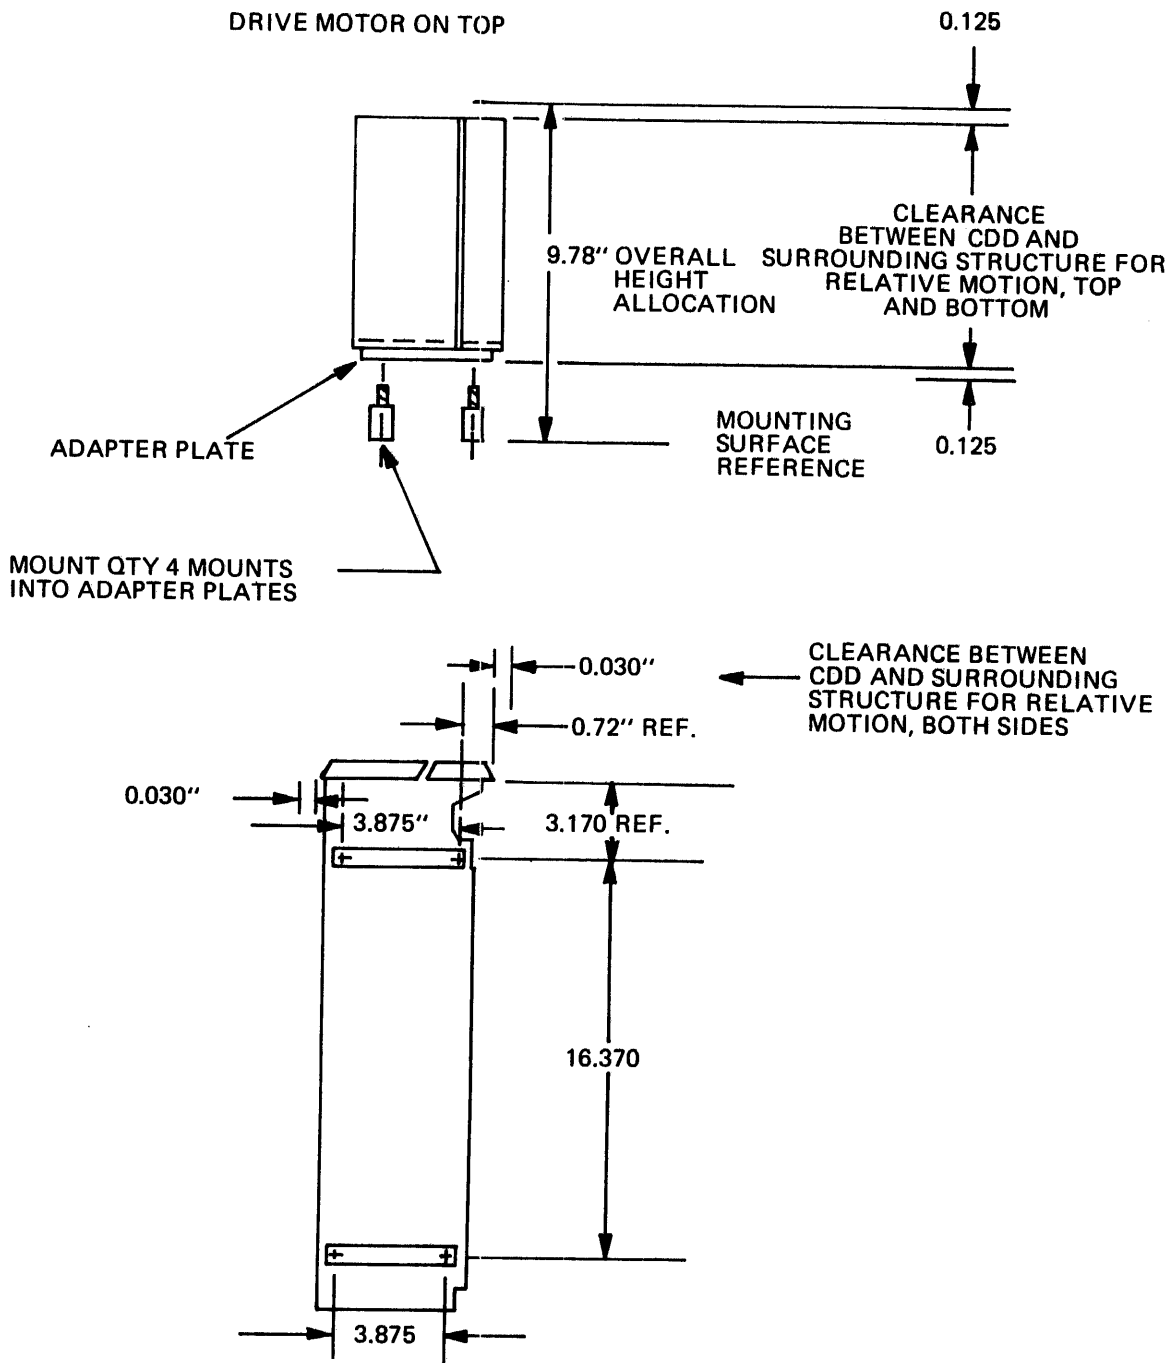 DRIVE MOTOR ON TOP
0.125
CLEARANCE
BETWEEN CDD AND
SURROUNDING STRUCTURE FOR
RELATIVE MOTION, TOP
AND BOTTOM
9.78" OVERALL
HEIGHT
ALLOCATION
ADAPTER PLATE
MOUNTING
SURFACE
REFERENCE
0.125
MOUNT QTY 4 MOUNTS
INTO ADAPTER PLATES
0.030"
CLEARANCE BETWEEN
CDD AND SURROUNDING
STRUCTURE FOR RELATIVE
MOTION, BOTH SIDES
0.72" REF.
0.030"
3.875"
3.170 REF.
16.370
3.875